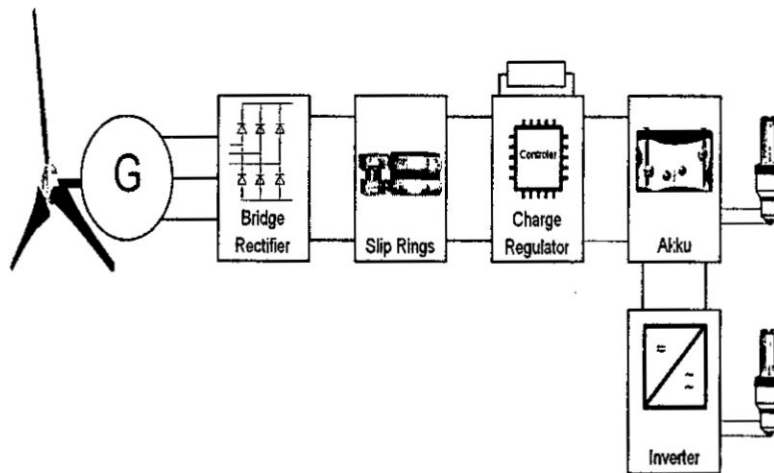 G
Bridge
Rectifier
Slip Rings
Controler
Charge
Regulator
Akku
=
~
~
Inverter